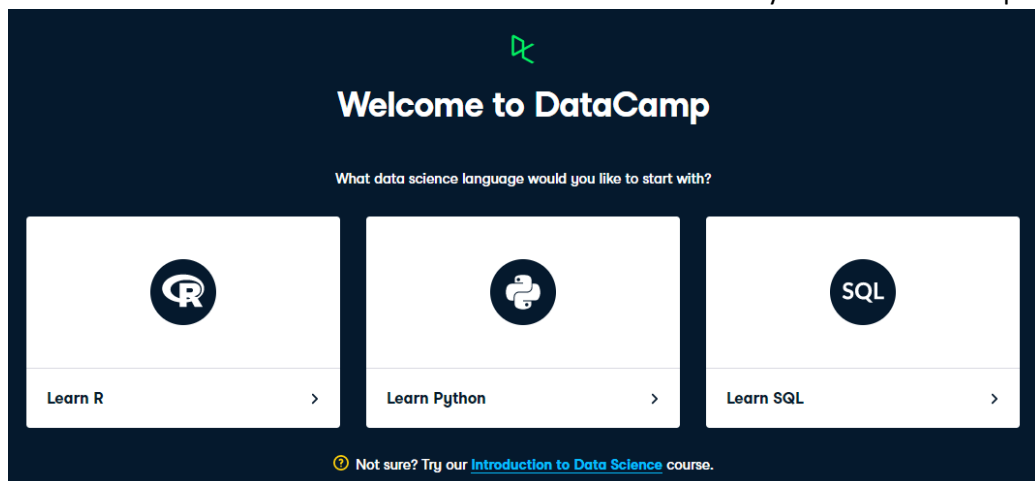 Welcome to DataCamp
What data science language would you like to start with?
R
SQL
Learn R
Learn Python
Learn SQL
Not sure? Try our Introduction to Data Science course.